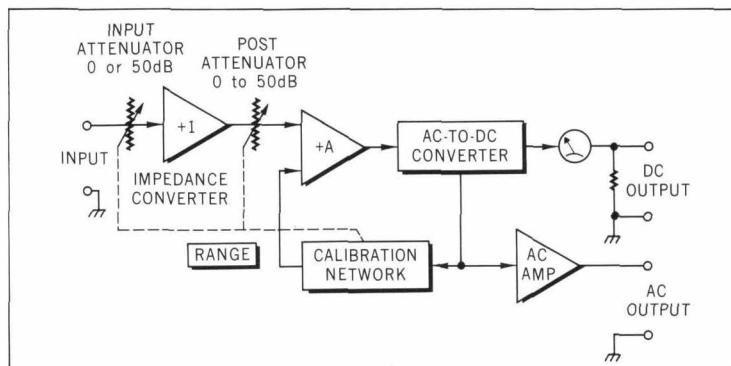 INPUT
ATTENUATOR
0 or 50dB
POST
ATTENUATOR
0 to 50dB
+1
+A
AC-TO-DC
CONVERTER
INPUT
IMPEDANCE
CONVERTER
DC
OUTPUT
RANGE
CALIBRATION
NETWORK
AC
AMP
AC
OUTPUT